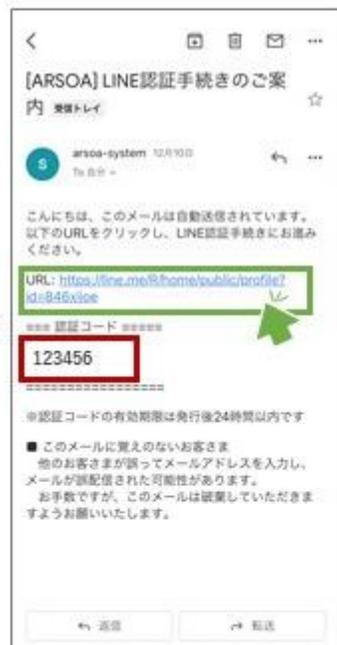 [ARSOA] LINE認証手続きのご案
内 受信トレイ
S
arsoa-system 12月10日
To 自分
こんにちは、このメールは自動送信されています。
以下のURLをクリックし、LINE認証手続きにお進み
ください。
URL: https://line.me/R/home/public/profile?
id=846xijoe
=== 認証コード =====
123456
=================
※認証コードの有効期限は発行後24時間以内です
■ このメールに覚えのないお客さま
他のお客さまが誤ってメールアドレスを入力し、
メールが誤配信された可能性があります。
お手数ですが、このメールは破棄していただきま
すようお願いいたします。
返信
転送